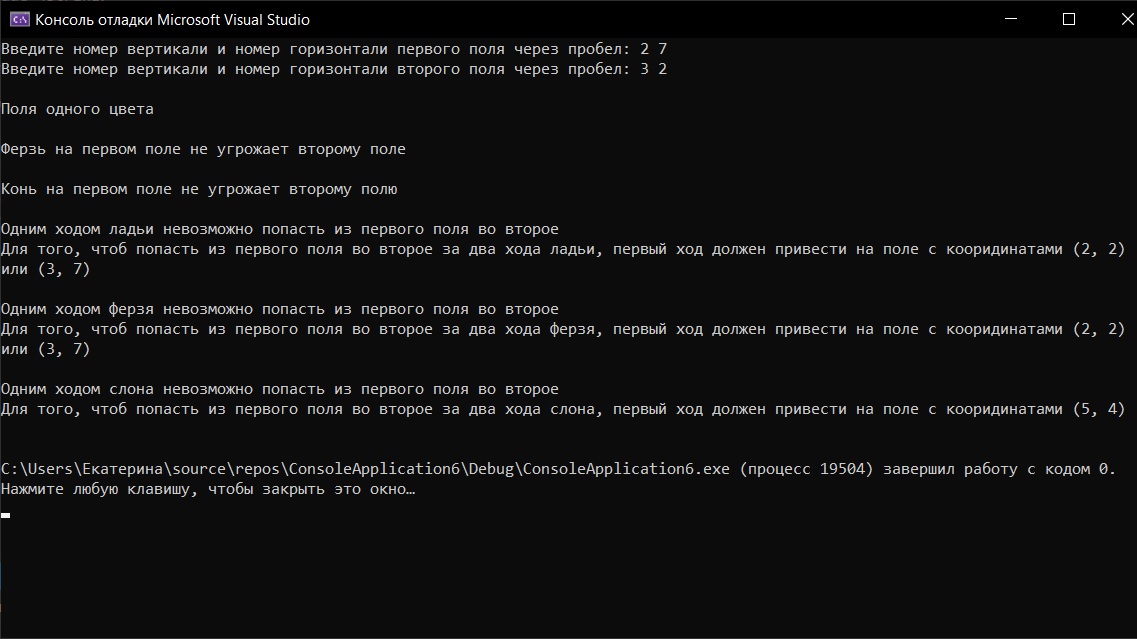 Консоль отладки Microsoft Visual Studio
Введите номер вертикали и номер горизонтали первого поля через пробел: 2 7
Введите номер вертикали и номер горизонтали второго поля через пробел: 3 2
Поля одного цвета
Ферзь на первом поле не угрожает второму поле
Конь на первом поле не угрожает второму полю
Одним ходом ладьи невозможно попасть из первого поля во второе
Для того, чтоб попасть из первого поля во второе за два хода ладьи, первый ход должен привести на поле с кооридинатами (2, 2)
или (3, 7)
Одним ходом ферзя невозможно попасть из первого поля во второе
Для того, чтоб попасть из первого поля во второе за два хода ферзя, первый ход должен привести на поле с кооридинатами (2, 2)
или (3, 7)
Одним ходом слона невозможно попасть из первого поля во второе
Для того, чтоб попасть из первого поля во второе за два хода слона, первый ход должен привести на поле с кооридинатами (5, 4)
C:\Users\Екатерина\source\repos\ConsoleApplication6\Debug\ConsoleApplication6.exe (процесс 19504) завершил работу с кодом 0.
Нажмите любую клавишу, чтобы закрыть это окно…